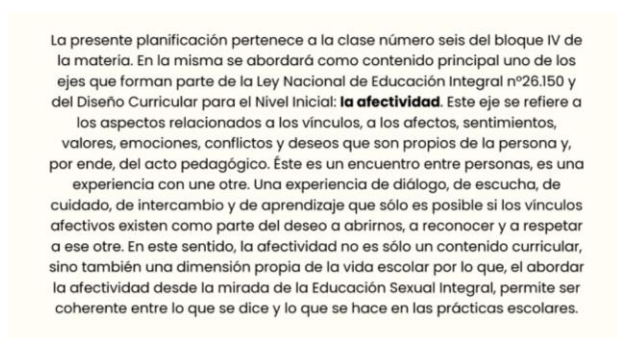 La presente planificación pertenece a la clase número seis del bloque IV de
la materia. En la misma se abordará como contenido principal uno de los
ejes que forman parte de la Ley Nacional de Educación Integral nº26.150 y
del Diseño Curricular para el Nivel Inicial: la afectividad. Este eje se refiere a
los aspectos relacionados a los vínculos, a los afectos, sentimientos,
valores, emociones, conflictos y deseos que son propios de la persona y,
por ende, del acto pedagógico. Éste es un encuentro entre personas, es una
experiencia con une otre. Una experiencia de diálogo, de escucha, de
cuidado, de intercambio y de aprendizaje que sólo es posible si los vínculos
afectivos existen como parte del deseo a abrirnos, a reconocer y a respetar
a ese otre. En este sentido, la afectividad no es sólo un contenido curricular,
sino también una dimensión propia de la vida escolar por lo que, el abordar
la afectividad desde la mirada de la Educación Sexual Integral, permite ser
coherente entre lo que se dice y lo que se hace en las prácticas escolares.